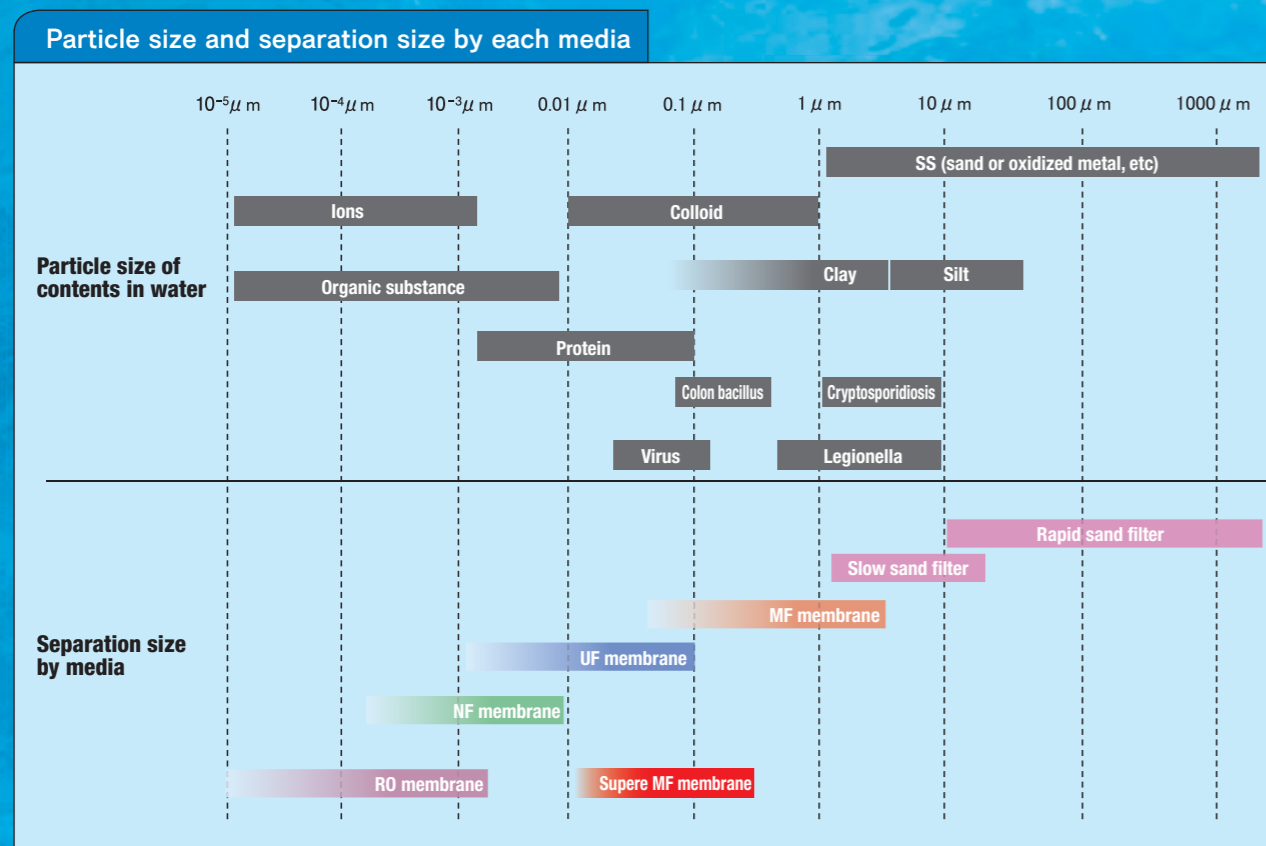 Particle size and separation size by each media
10⁻⁵μ m 10⁻⁴μ m 10⁻³μ m 0.01 μ m 0.1 μ m 1 μ m 10 μ m 100 μ m 1000 μ m
SS (sand or oxidized metal, etc)
Ions Colloid
Particle size of
contents in water
Clay Silt
Organic substance
Protein
Colon bacillus Cryptosporidiosis
Virus Legionella
Rapid sand filter
Slow sand filter
MF membrane
Separation size
by media
UF membrane
NF membrane
RO membrane Supere MF membrane